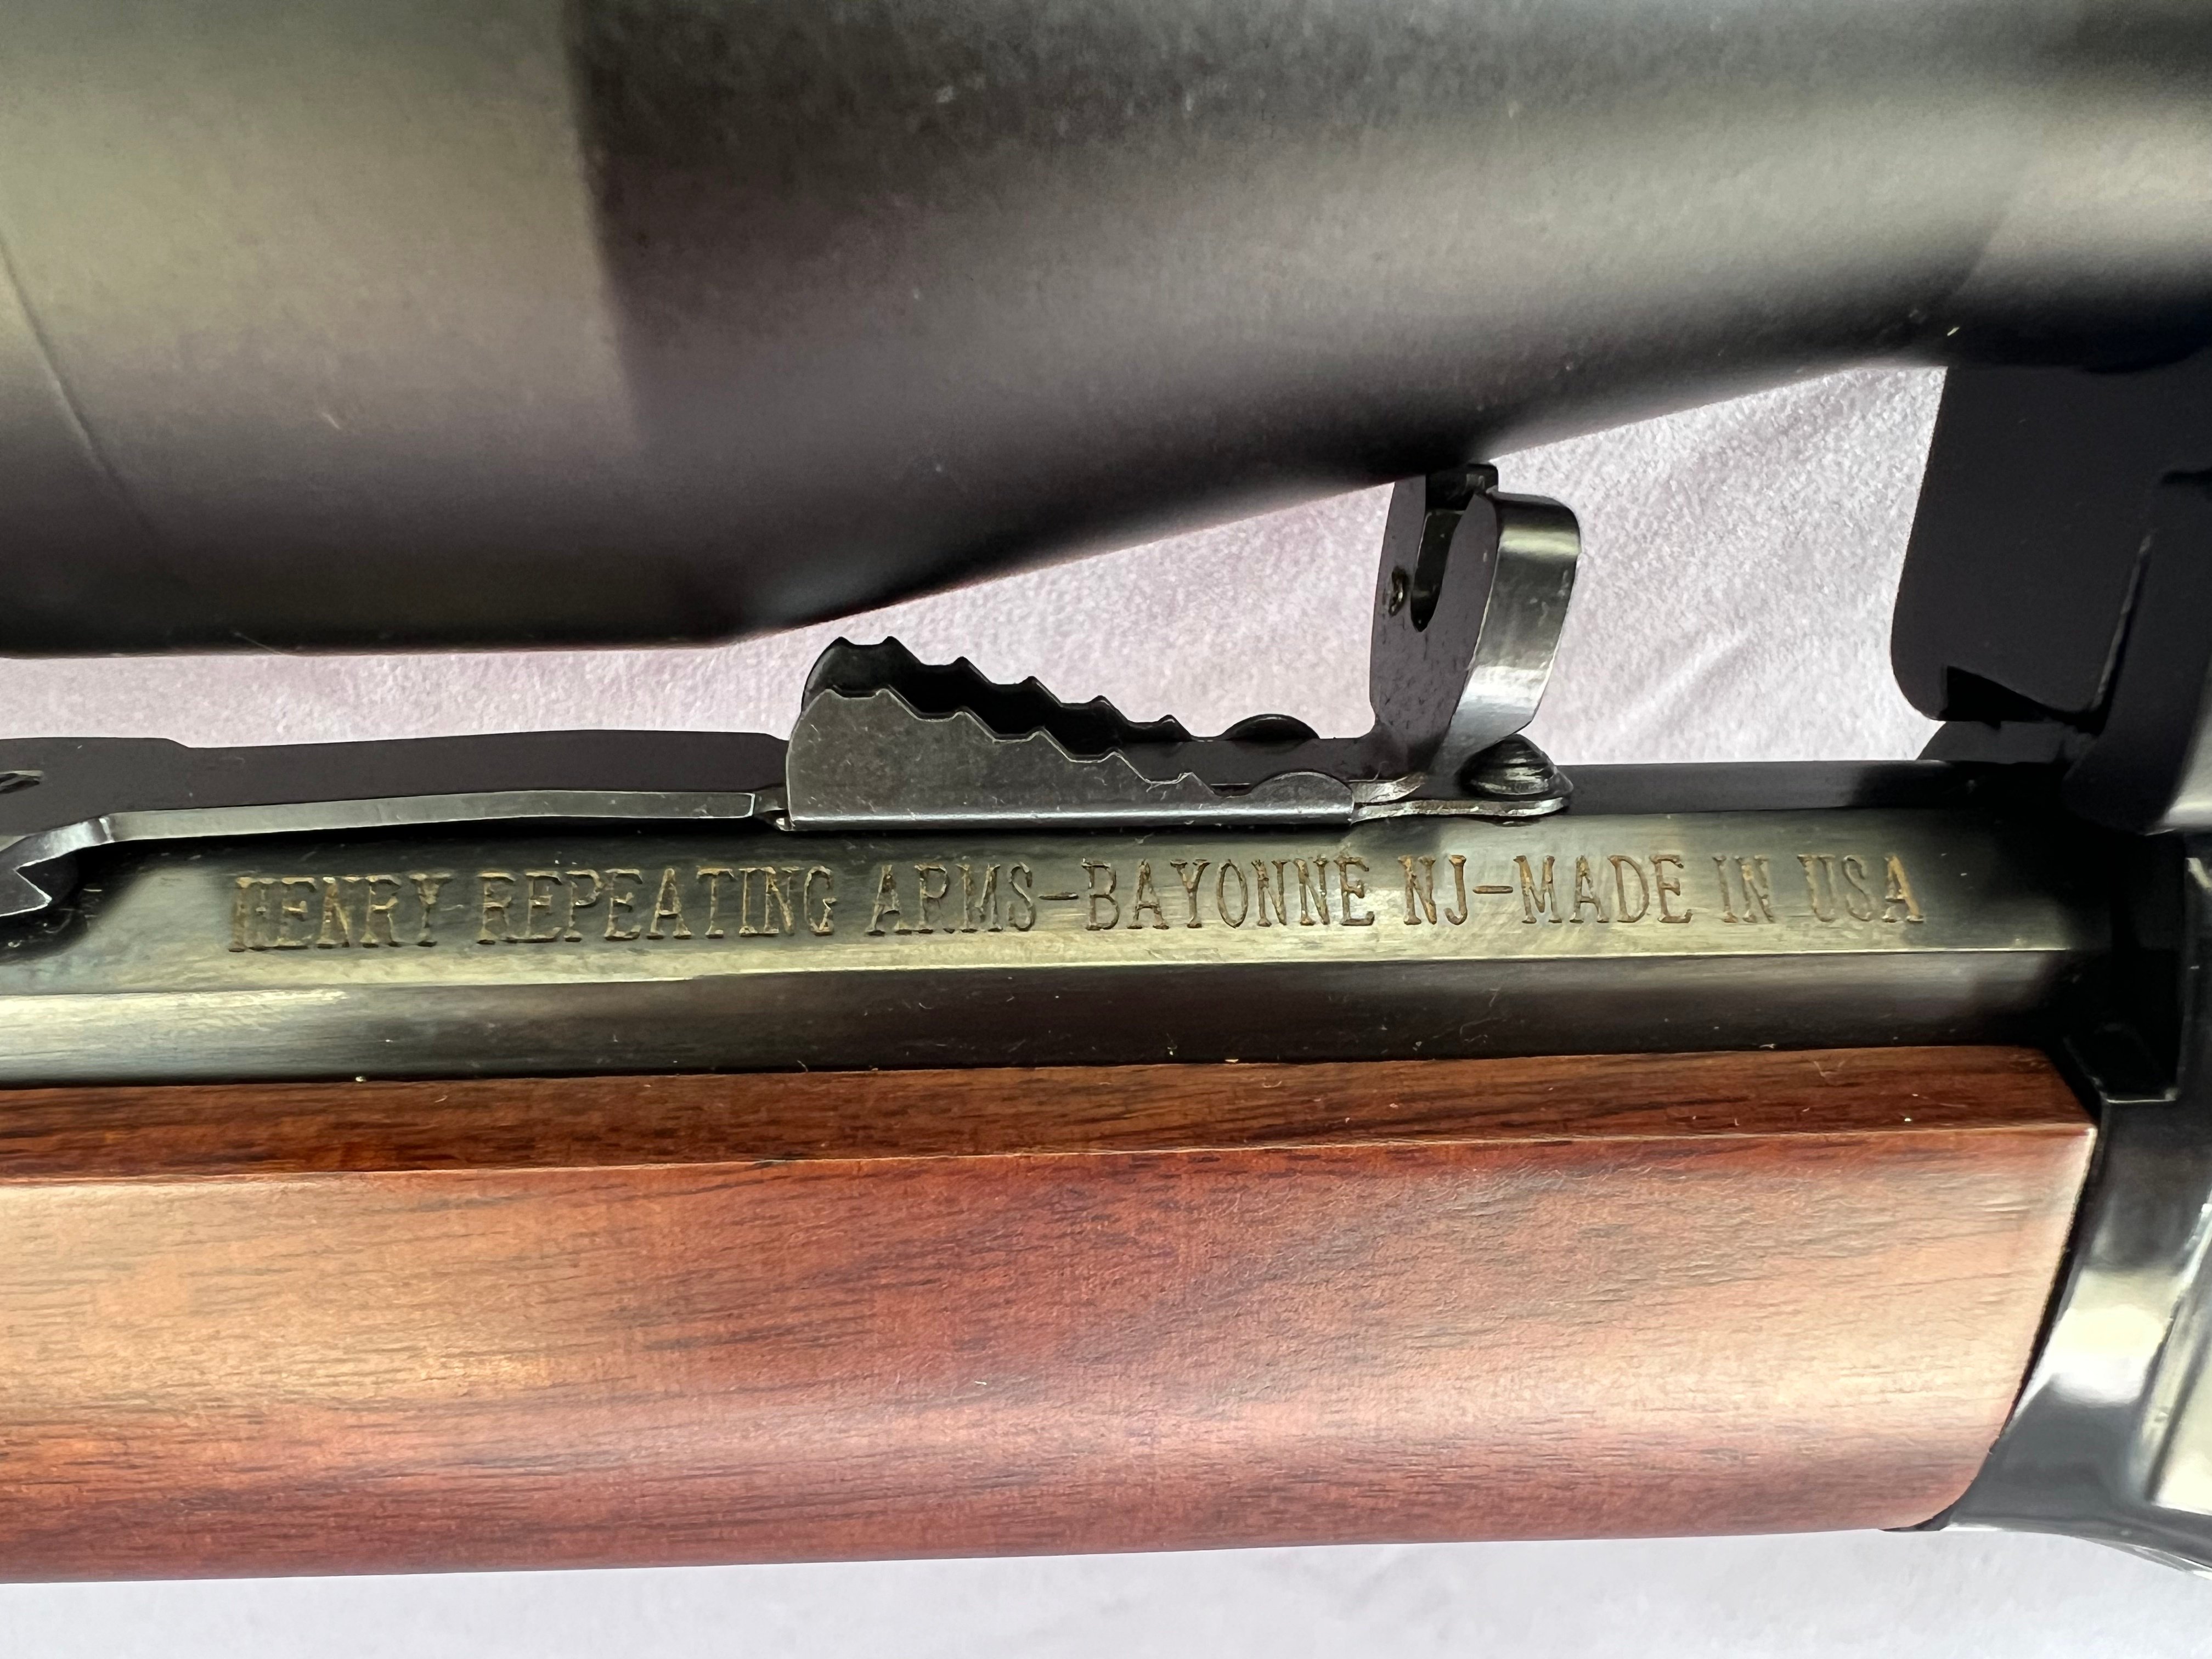 HENRY REPEATING ARMS-BAYONNE NJ-MADE IN USA